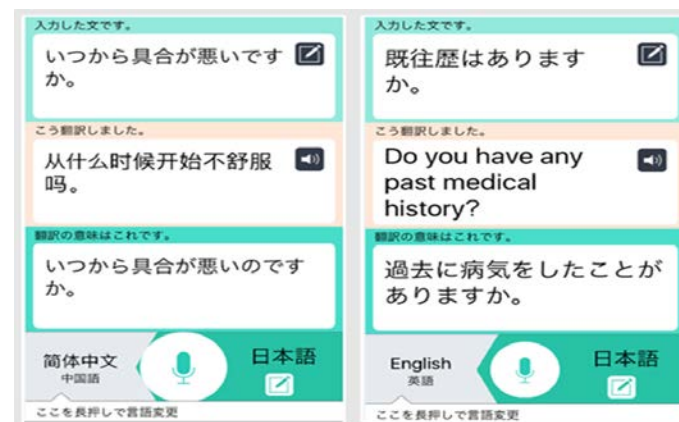 入力した文です。
いつから具合が悪いです
か。
こう翻訳しました。
从什么时候开始不舒服
吗。
翻訳の意味はこれです。
いつから具合が悪いのです
か。
简体中文
中国語
日本語
ここを長押しで言語変更
入力した文です。
既往歴はあります
か。
こう翻訳しました。
Do you have any
past medical
history?
翻訳の意味はこれです。
過去に病気をしたことが
ありますか。
English
英語
日本語
ここを長押しで言語変更